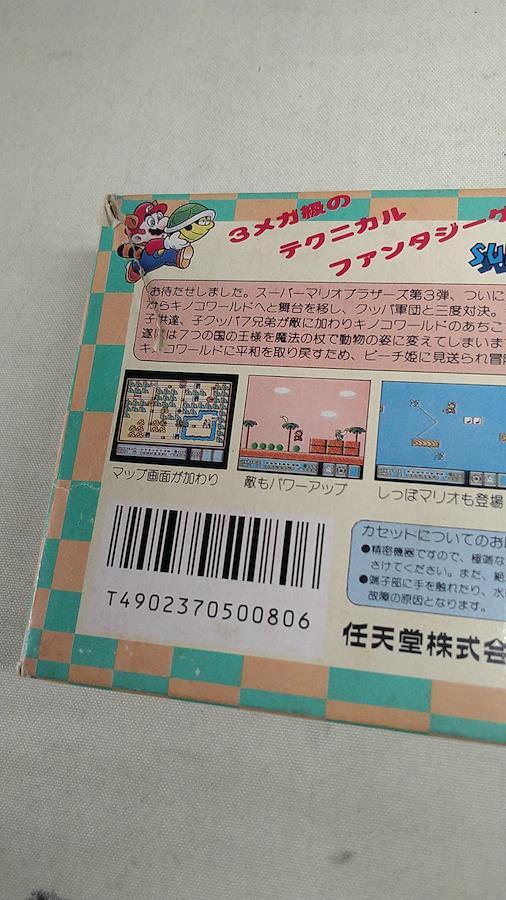 3メガ級の
テクニカル
ファンタジーゲ
お待たせしました。スーパーマリオブラザーズ第3弾、ついに
からキノコワールドへと舞台を移し、クッパ軍団と三度対決。
子供達、子クッパ7兄弟が敵に加わりキノコワールドのあちこ
遂には7つの国の王様を魔法の杖で動物の姿に変えてしまいま
キノコワールドに平和を取り戻すため、ピーチ姫に見送られ冒
マップ画面が加わり
敵もパワーアップ
しっぽマリオも登場
カセットについてのお
●精密機器ですので、極端な
さけてください。また、絶
●端子部に手を触れたり、水
故障の原因となります。
T4902370500806
任天堂株式会